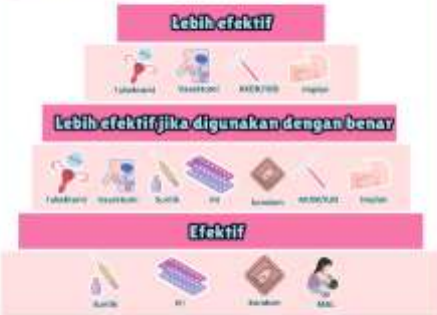 Lebih efektif
Tubektomi Vasektomi AKDR/IUD Implan
Lebih efektif jika digunakan dengan benar
Tubektomi Vasektomi Suntik Pil kondom AKDR/IUD Implan
Efektif
Suntik Pil Kondom MAL